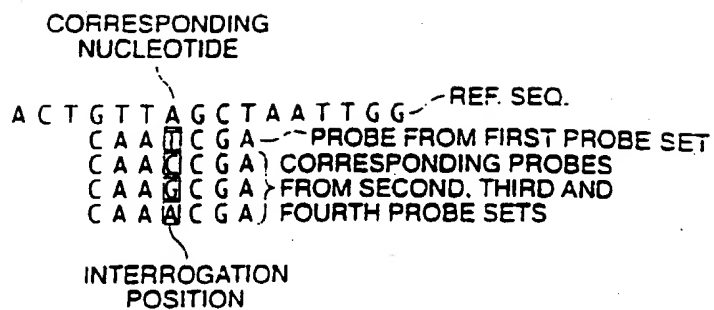 CORRESPONDING
NUCLEOTIDE
A C T G T T A G C T A A T T G G REF. SEQ.
C A A T C G A PROBE FROM FIRST PROBE SET
C A A C C G A CORRESPONDING PROBES
C A A G C G A FROM SECOND, THIRD AND
C A A A C G A FOURTH PROBE SETS
INTERROGATION
POSITION